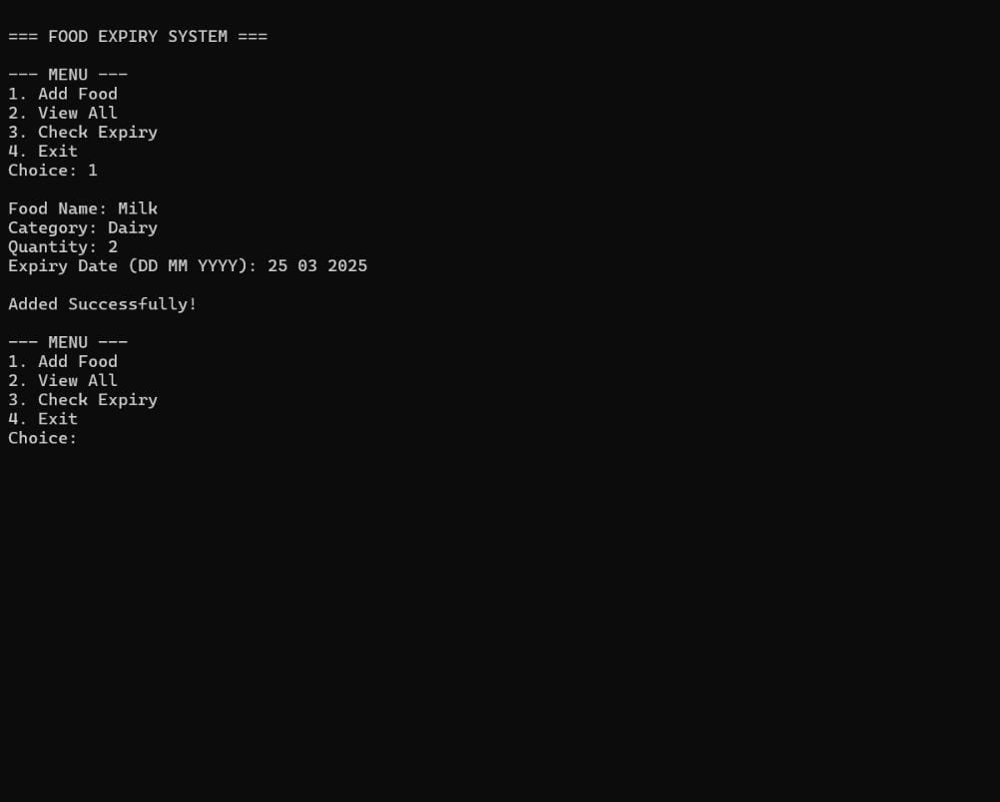 === FOOD EXPIRY SYSTEM ===
--- MENU ---
1. Add Food
2. View All
3. Check Expiry
4. Exit
Choice: 1
Food Name: Milk
Category: Dairy
Quantity: 2
Expiry Date (DD MM YYYY): 25 03 2025
Added Successfully!
--- MENU ---
1. Add Food
2. View All
3. Check Expiry
4. Exit
Choice: